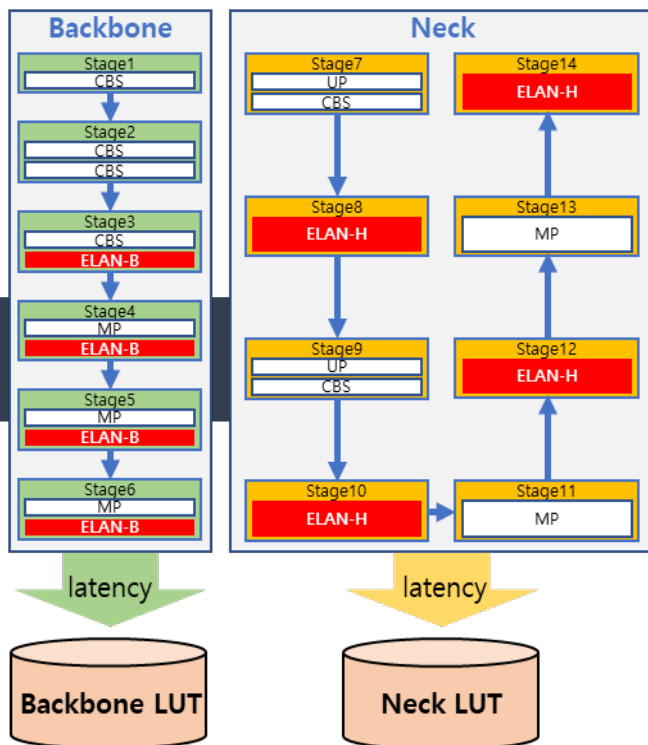 Backbone
Stage1
CBS
Stage2
CBS
CBS
Stage3
CBS
ELAN-B
Stage4
MP
ELAN-B
Stage5
MP
ELAN-B
Stage6
MP
ELAN-B
latency
Backbone LUT
Neck
Stage7
UP
CBS
Stage8
ELAN-H
Stage9
UP
CBS
Stage10
ELAN-H
Stage11
MP
Stage12
ELAN-H
Stage13
MP
Stage14
ELAN-H
latency
Neck LUT